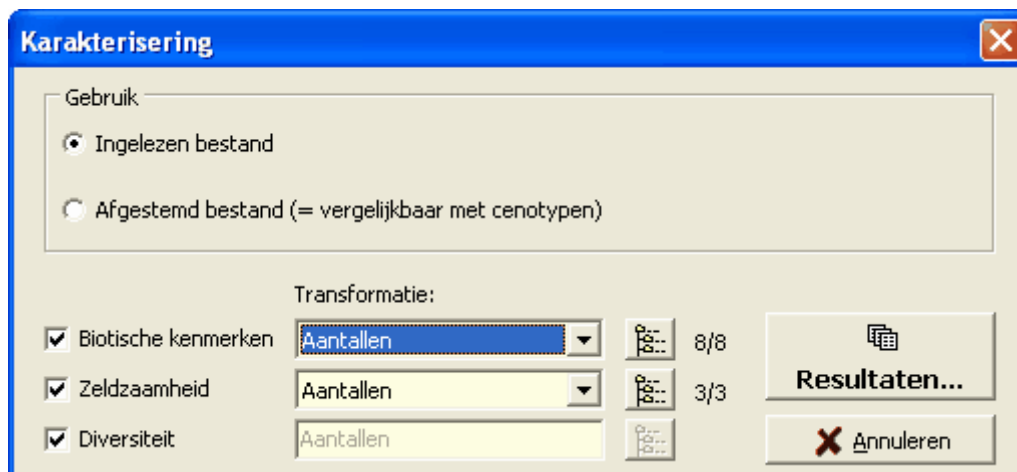 Karakterisering
Gebruik
Ingelezen bestand
Afgestemd bestand (= vergelijkbaar met cenotypen)
Transformatie:
Biotische kenmerken Aantallen 8/8
Zeldzaamheid Aantallen 3/3
Resultaten...
Diversiteit Aantallen
Annuleren